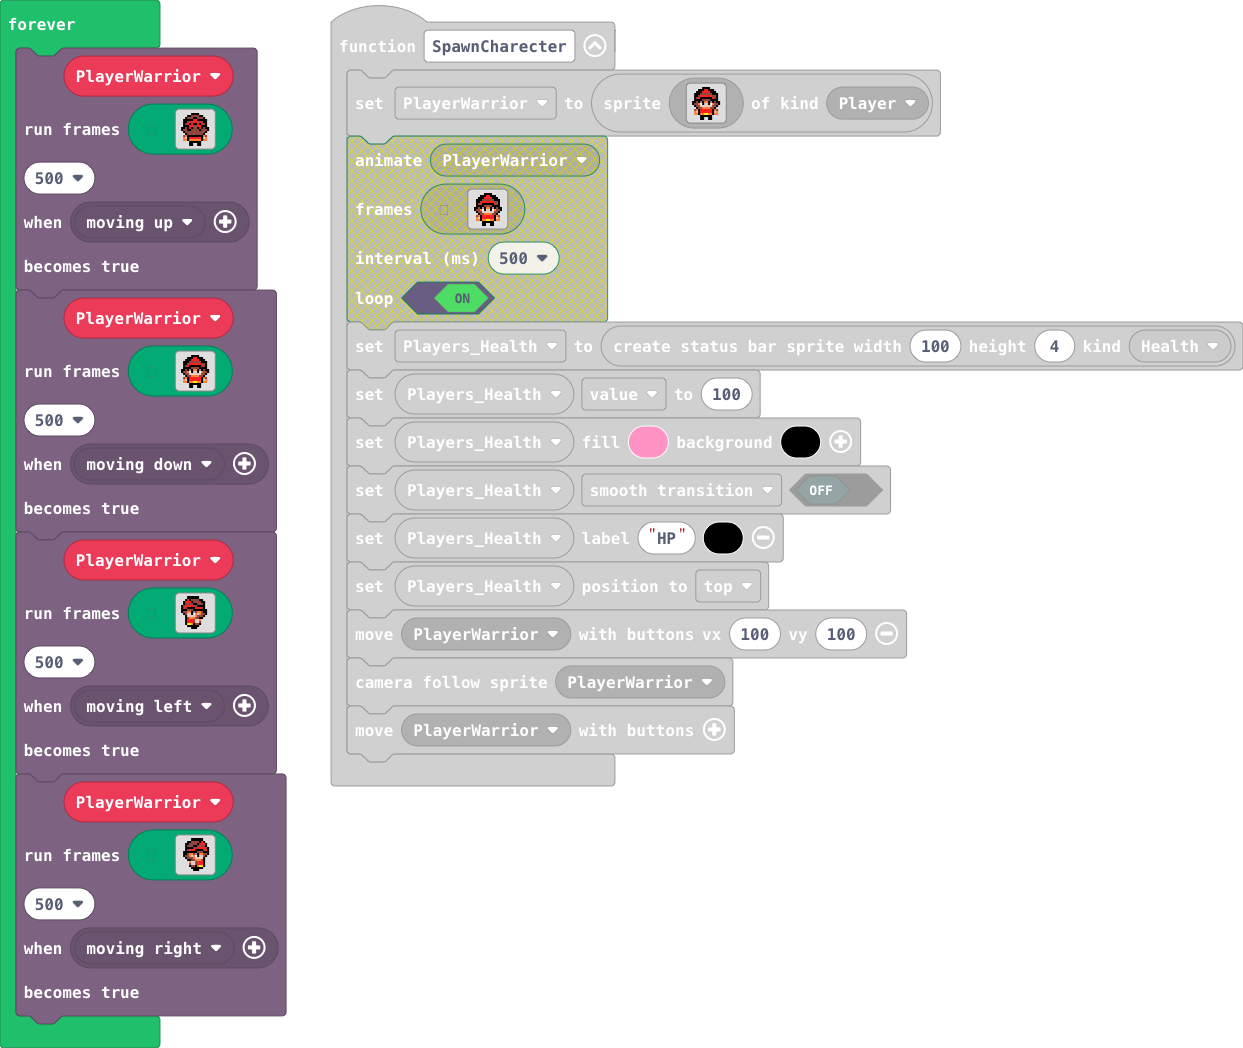 forever
PlayerWarrior
run frames
500
when moving up
becomes true
PlayerWarrior
run frames
500
when moving down
becomes true
PlayerWarrior
run frames
500
when moving left
becomes true
PlayerWarrior
run frames
500
when moving right
becomes true
function SpawnCharecter
set PlayerWarrior to sprite of kind Player
animate PlayerWarrior
frames
interval (ms) 500
loop ON
set Players_Health to create status bar sprite width 100 height 4 kind Health
set Players_Health value to 100
set Players_Health fill background
set Players_Health smooth transition OFF
set Players_Health label "HP"
set Players_Health position to top
move PlayerWarrior with buttons vx 100 vy 100
camera follow sprite PlayerWarrior
move PlayerWarrior with buttons